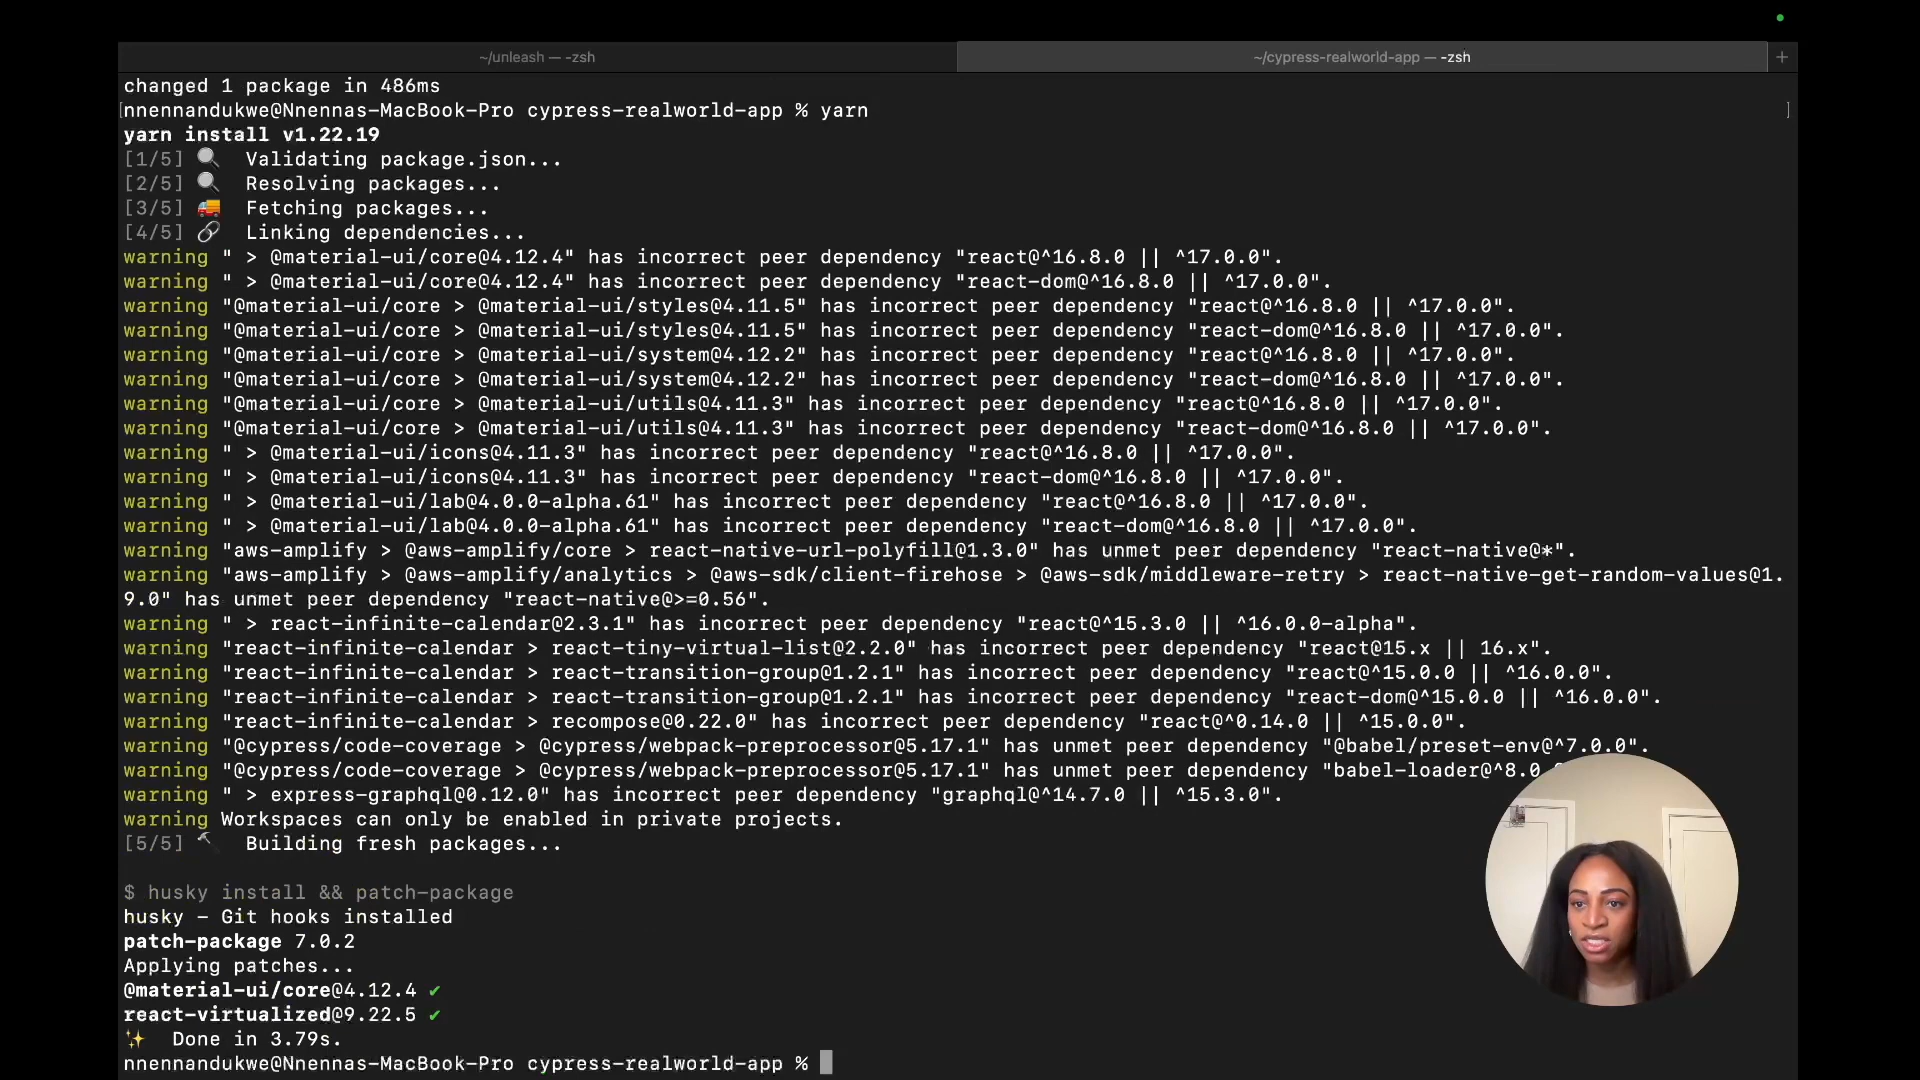 ~/unleash — -zsh
~/cypress-realworld-app — -zsh
changed 1 package in 486ms
[nnennandukwe@Nnennas-MacBook-Pro cypress-realworld-app % yarn ]
yarn install v1.22.19
[1/5] 🔍  Validating package.json...
[2/5] 🔍  Resolving packages...
[3/5] 🚚  Fetching packages...
[4/5] 🔗  Linking dependencies...
warning " > @material-ui/core@4.12.4" has incorrect peer dependency "react@^16.8.0 || ^17.0.0".
warning " > @material-ui/core@4.12.4" has incorrect peer dependency "react-dom@^16.8.0 || ^17.0.0".
warning "@material-ui/core > @material-ui/styles@4.11.5" has incorrect peer dependency "react@^16.8.0 || ^17.0.0".
warning "@material-ui/core > @material-ui/styles@4.11.5" has incorrect peer dependency "react-dom@^16.8.0 || ^17.0.0".
warning "@material-ui/core > @material-ui/system@4.12.2" has incorrect peer dependency "react@^16.8.0 || ^17.0.0".
warning "@material-ui/core > @material-ui/system@4.12.2" has incorrect peer dependency "react-dom@^16.8.0 || ^17.0.0".
warning "@material-ui/core > @material-ui/utils@4.11.3" has incorrect peer dependency "react@^16.8.0 || ^17.0.0".
warning "@material-ui/core > @material-ui/utils@4.11.3" has incorrect peer dependency "react-dom@^16.8.0 || ^17.0.0".
warning " > @material-ui/icons@4.11.3" has incorrect peer dependency "react@^16.8.0 || ^17.0.0".
warning " > @material-ui/icons@4.11.3" has incorrect peer dependency "react-dom@^16.8.0 || ^17.0.0".
warning " > @material-ui/lab@4.0.0-alpha.61" has incorrect peer dependency "react@^16.8.0 || ^17.0.0".
warning " > @material-ui/lab@4.0.0-alpha.61" has incorrect peer dependency "react-dom@^16.8.0 || ^17.0.0".
warning "aws-amplify > @aws-amplify/core > react-native-url-polyfill@1.3.0" has unmet peer dependency "react-native@*".
warning "aws-amplify > @aws-amplify/analytics > @aws-sdk/client-firehose > @aws-sdk/middleware-retry > react-native-get-random-values@1.
9.0" has unmet peer dependency "react-native@>=0.56".
warning " > react-infinite-calendar@2.3.1" has incorrect peer dependency "react@^15.3.0 || ^16.0.0-alpha".
warning "react-infinite-calendar > react-tiny-virtual-list@2.2.0" has incorrect peer dependency "react@15.x || 16.x".
warning "react-infinite-calendar > react-transition-group@1.2.1" has incorrect peer dependency "react@^15.0.0 || ^16.0.0".
warning "react-infinite-calendar > react-transition-group@1.2.1" has incorrect peer dependency "react-dom@^15.0.0 || ^16.0.0".
warning "react-infinite-calendar > recompose@0.22.0" has incorrect peer dependency "react@^0.14.0 || ^15.0.0".
warning "@cypress/code-coverage > @cypress/webpack-preprocessor@5.17.1" has unmet peer dependency "@babel/preset-env@^7.0.0".
warning "@cypress/code-coverage > @cypress/webpack-preprocessor@5.17.1" has unmet peer dependency "babel-loader@^8.0
warning " > express-graphql@0.12.0" has incorrect peer dependency "graphql@^14.7.0 || ^15.3.0".
warning Workspaces can only be enabled in private projects.
[5/5] 🔨  Building fresh packages...
$ husky install && patch-package
husky - Git hooks installed
patch-package 7.0.2
Applying patches...
@material-ui/core@4.12.4 ✔
react-virtualized@9.22.5 ✔
✨  Done in 3.79s.
nnennandukwe@Nnennas-MacBook-Pro cypress-realworld-app %